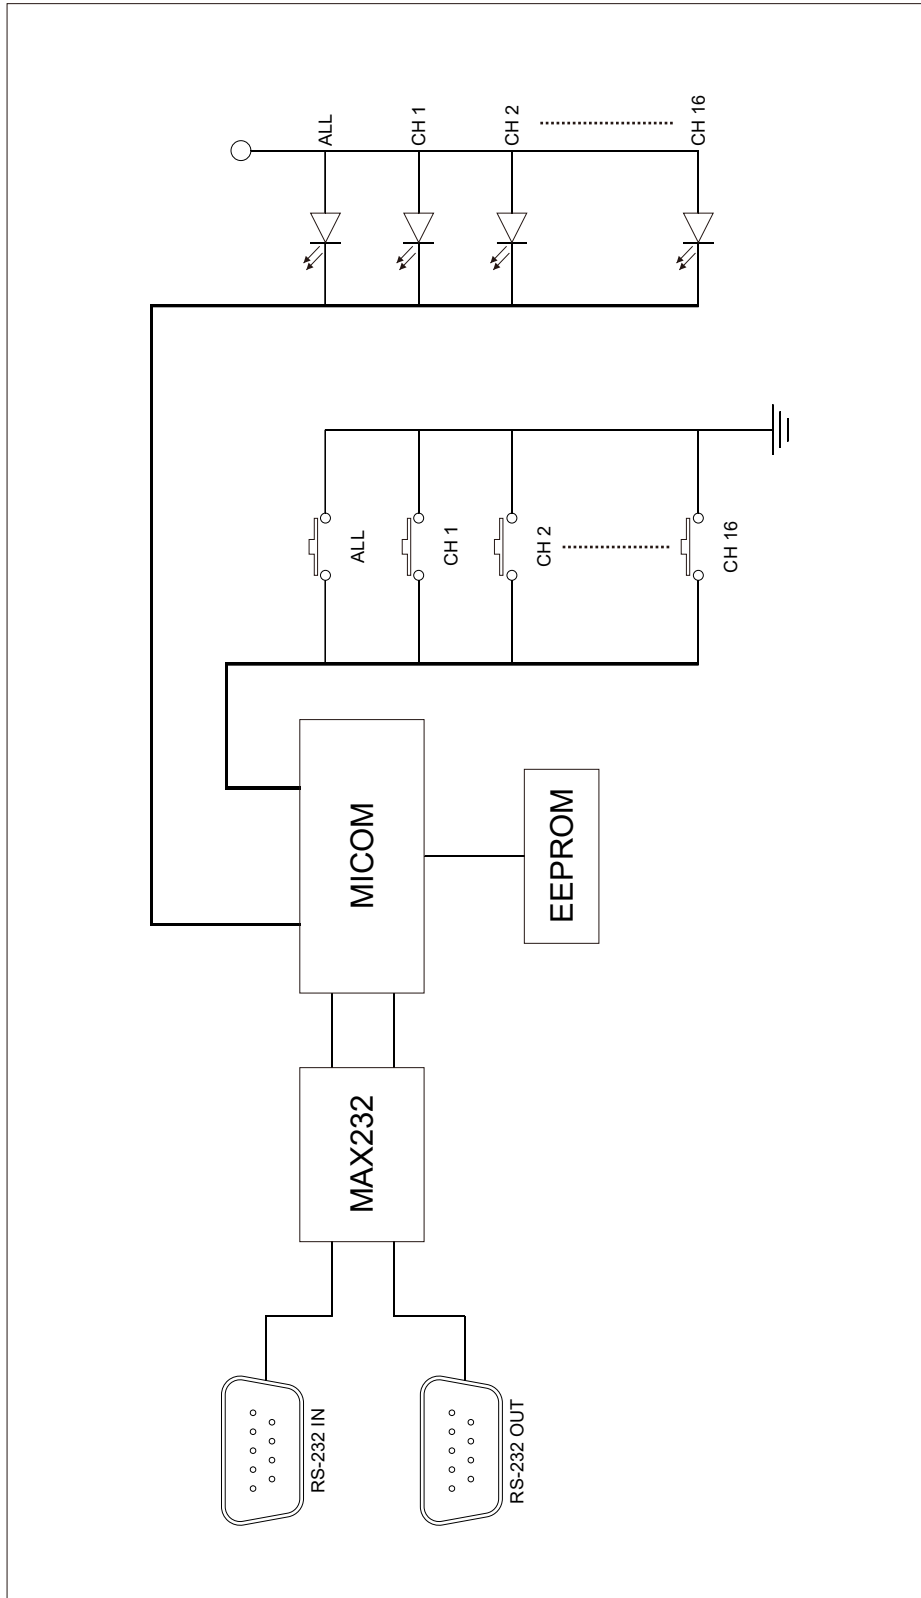 ALL
CH 1
CH 2
CH 16
ALL
CH 1
CH 2
CH 16
MICOM
EEPROM
MAX232
RS-232 IN
RS-232 OUT